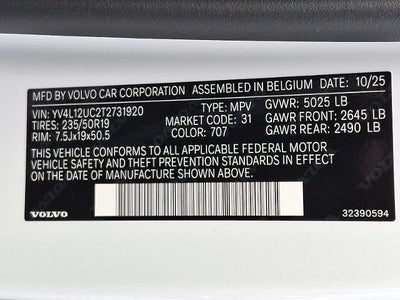 MFD BY VOLVO CAR CORPORATION ASSEMBLED IN BELGIUM DATE: 10/25
VIN: YV4L12UC2T2731920 TYPE: MPV GVWR: 5025 LB
TIRES: 235/50R19 MARKET CODE: 31 GAWR FRONT: 2645 LB
RIM: 7.5Jx19x50.5 COLOR: 707 GAWR REAR: 2490 LB
THIS VEHICLE CONFORMS TO ALL APPLICABLE FEDERAL MOTOR
VEHICLE SAFETY AND THEFT PREVENTION STANDARDS IN EFFECT
ON THE DATE OF MANUFACTURE SHOWN ABOVE.
VOLVO 32390594